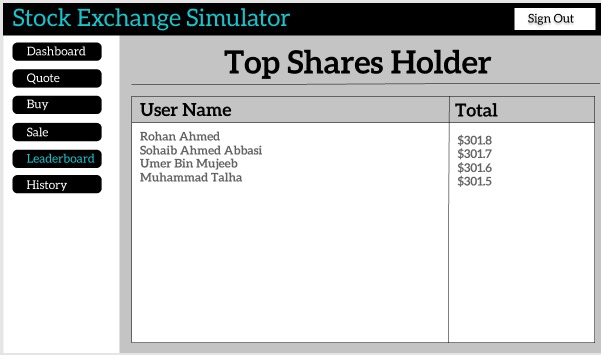 Stock Exchange Simulator
Sign Out
Dashboard
Quote
Buy
Sale
Leaderboard
History
Top Shares Holder
User Name Total
Rohan Ahmed $301.8
Sohaib Ahmed Abbasi $301.7
Umer Bin Mujeeb $301.6
Muhammad Talha $301.5